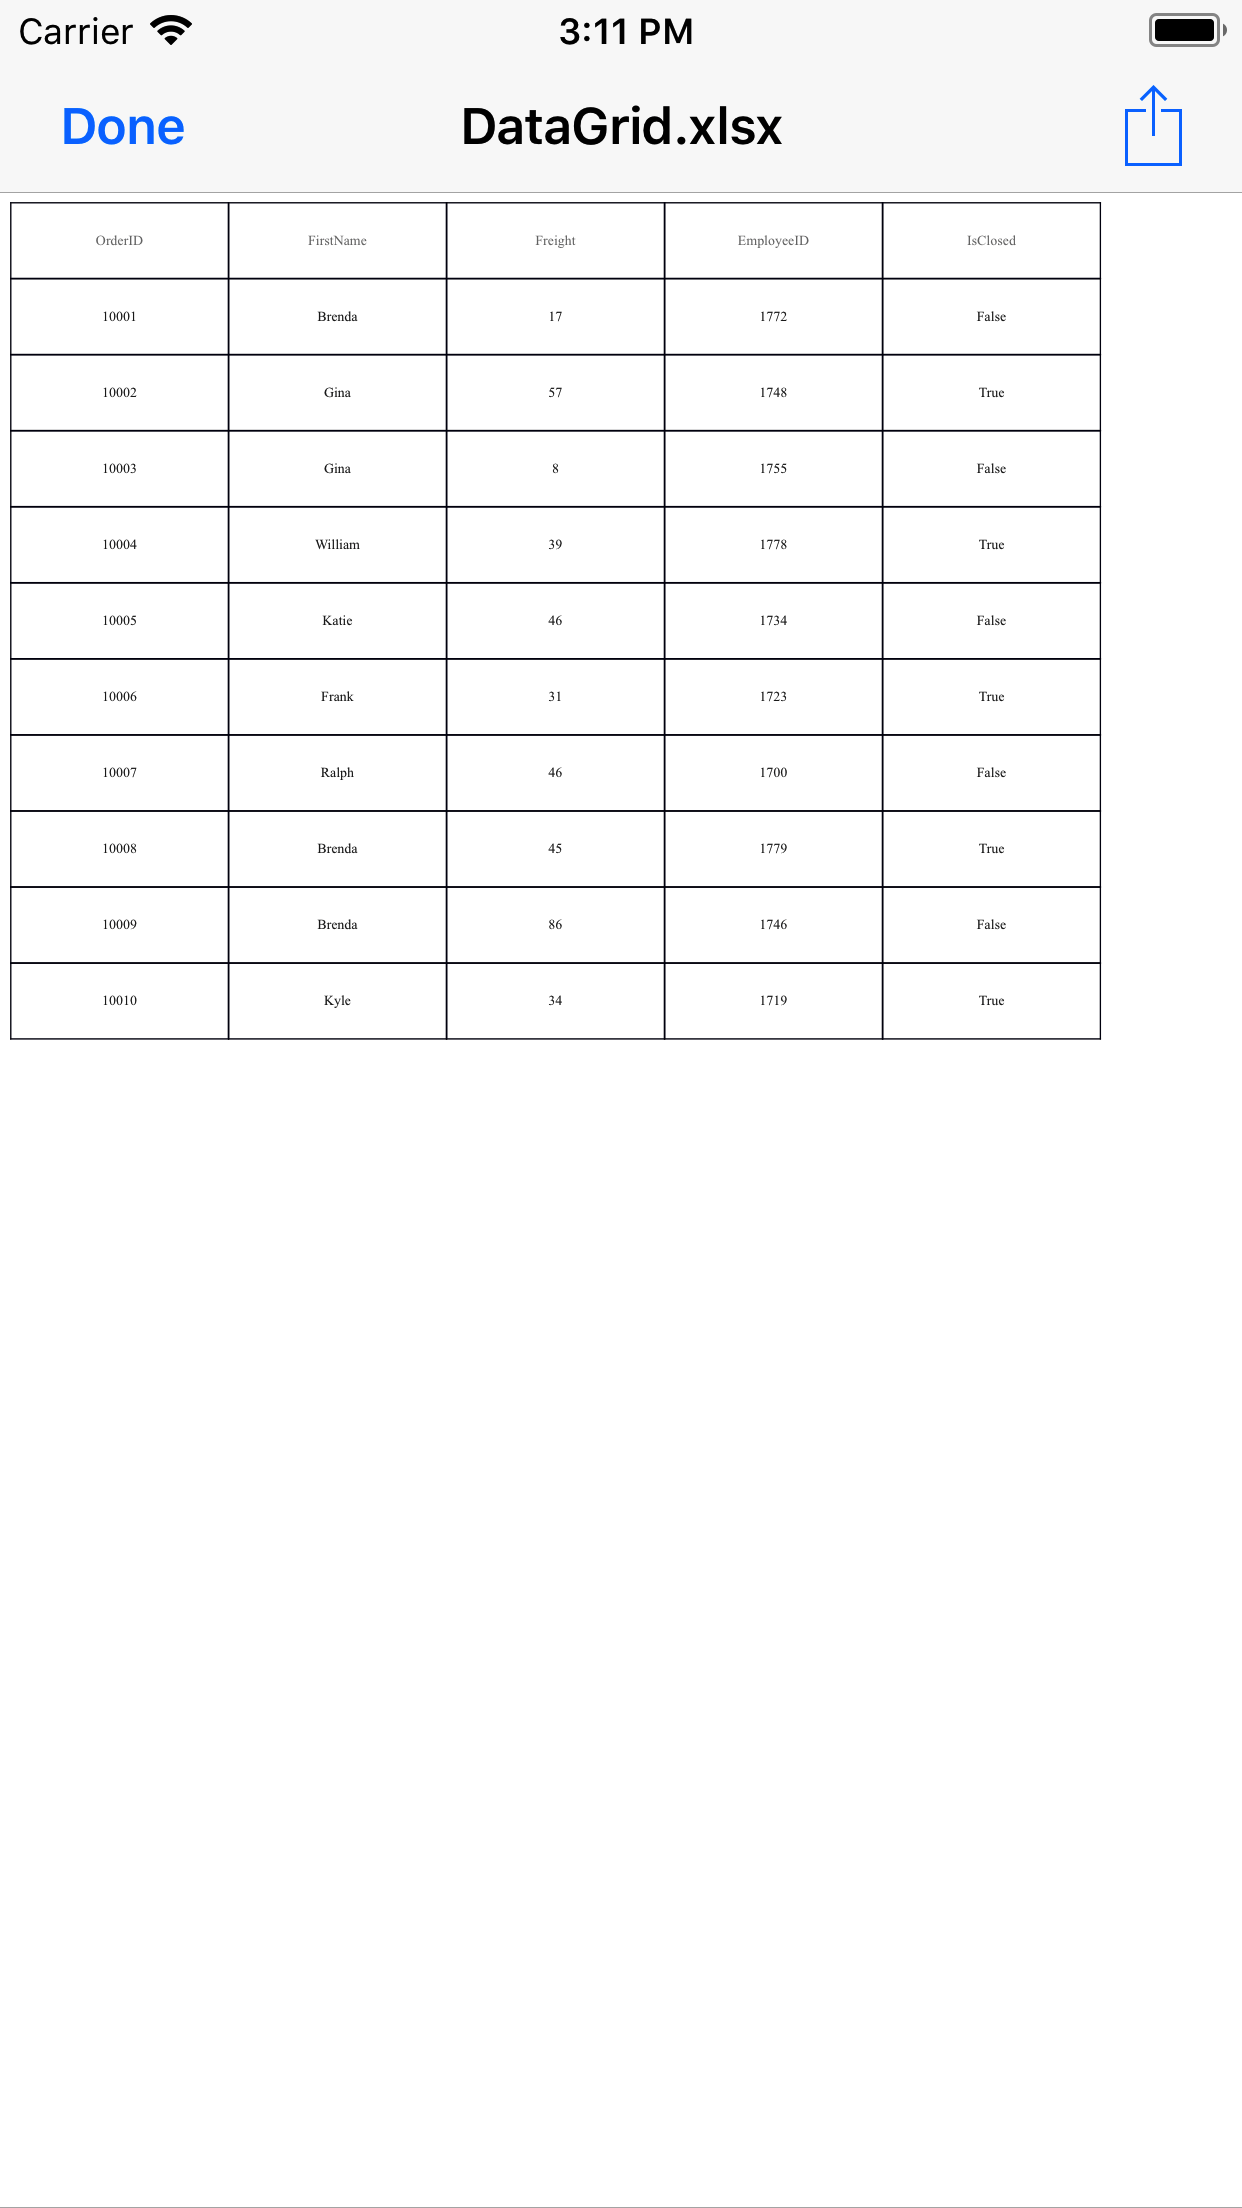 Carrier 3:11 PM
Done DataGrid.xlsx
OrderID FirstName Freight EmployeeID IsClosed
10001 Brenda 17 1772 False
10002 Gina 57 1748 True
10003 Gina 8 1755 False
10004 William 39 1778 True
10005 Katie 46 1734 False
10006 Frank 31 1723 True
10007 Ralph 46 1700 False
10008 Brenda 45 1779 True
10009 Brenda 86 1746 False
10010 Kyle 34 1719 True